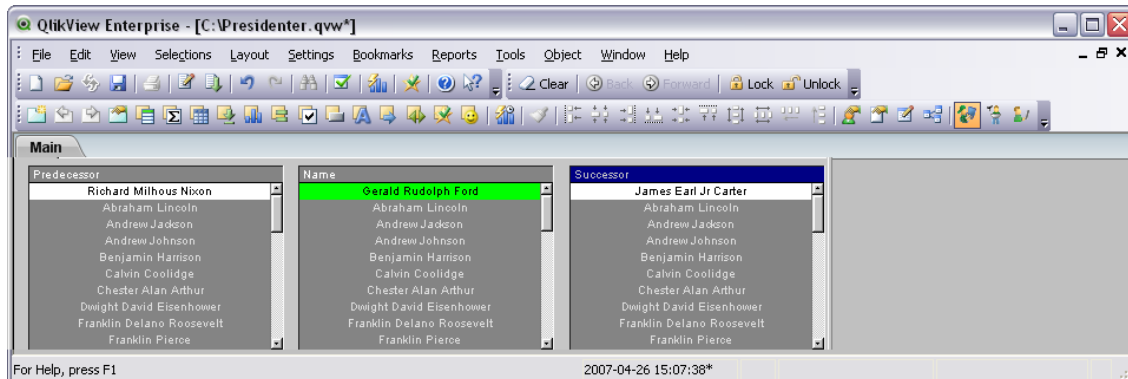 QlikView Enterprise - [C:\Presidenter.qvw*]
File Edit View Selections Layout Settings Bookmarks Reports Tools Object Window Help
Clear Back Forward Lock Unlock
Main
Predecessor Name Successor
Richard Milhous Nixon Gerald Rudolph Ford James Earl Jr Carter
Abraham Lincoln Abraham Lincoln Abraham Lincoln
Andrew Jackson Andrew Jackson Andrew Jackson
Andrew Johnson Andrew Johnson Andrew Johnson
Benjamin Harrison Benjamin Harrison Benjamin Harrison
Calvin Coolidge Calvin Coolidge Calvin Coolidge
Chester Alan Arthur Chester Alan Arthur Chester Alan Arthur
Dwight David Eisenhower Dwight David Eisenhower Dwight David Eisenhower
Franklin Delano Roosevelt Franklin Delano Roosevelt Franklin Delano Roosevelt
Franklin Pierce Franklin Pierce Franklin Pierce
For Help, press F1 2007-04-26 15:07:38*